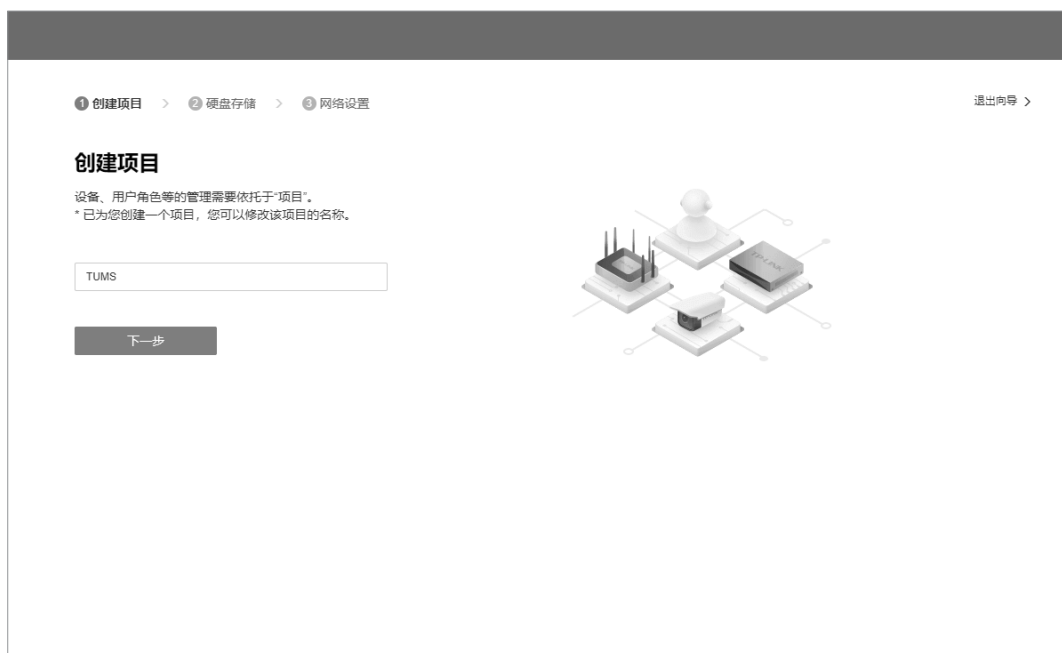 1 创建项目 > 2 硬盘存储 > 3 网络设置
退出向导 >
创建项目
设备、用户角色等的管理需要依托于“项目”。
* 已为您创建一个项目，您可以修改该项目的名称。
TUMS
下一步
TP-LINK